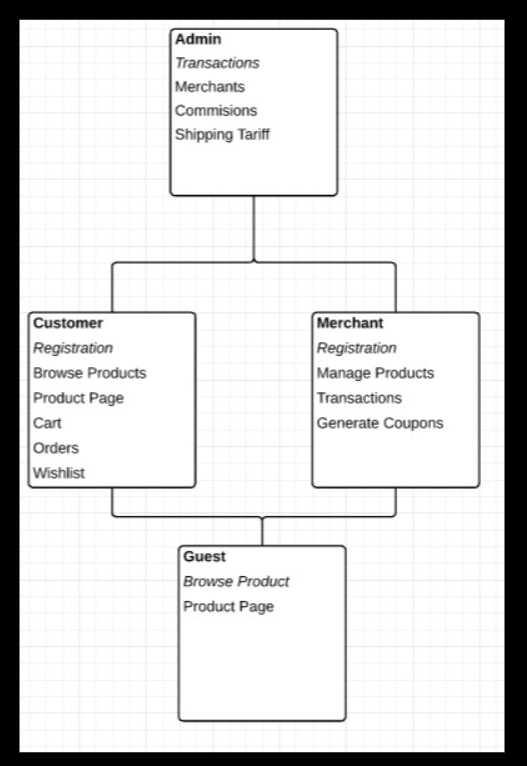 Admin
Transactions
Merchants
Commisions
Shipping Tariff
Customer
Registration
Browse Products
Product Page
Cart
Orders
Wishlist
Merchant
Registration
Manage Products
Transactions
Generate Coupons
Guest
Browse Product
Product Page